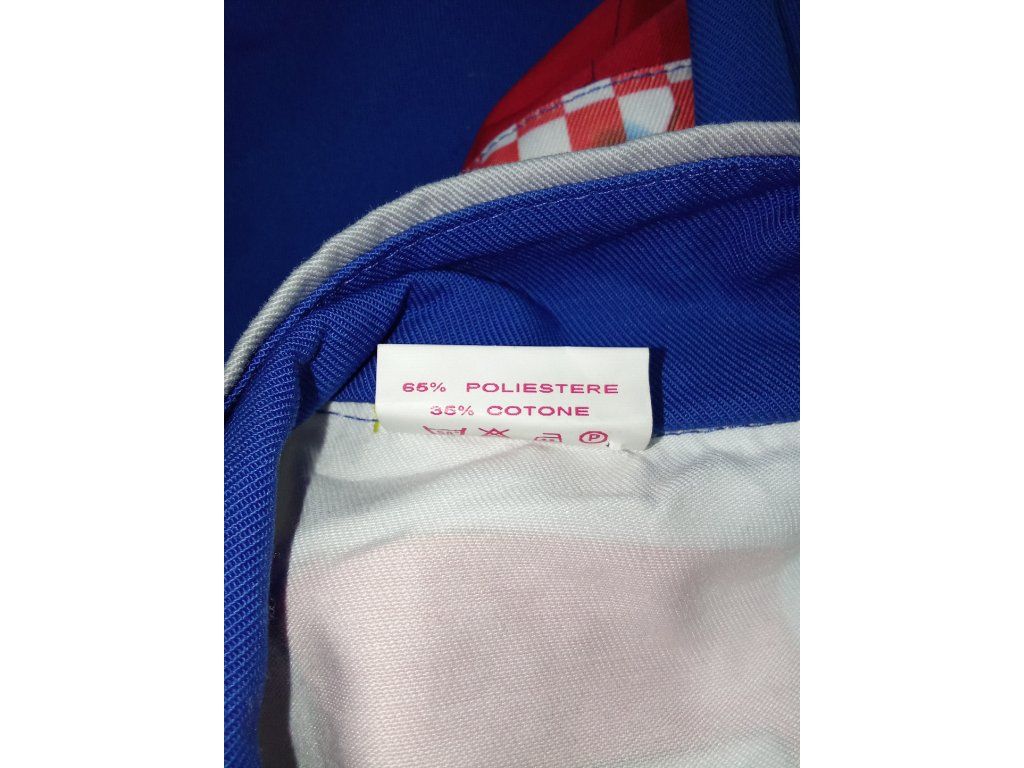 65% POLIESTERE
35% COTONE
P